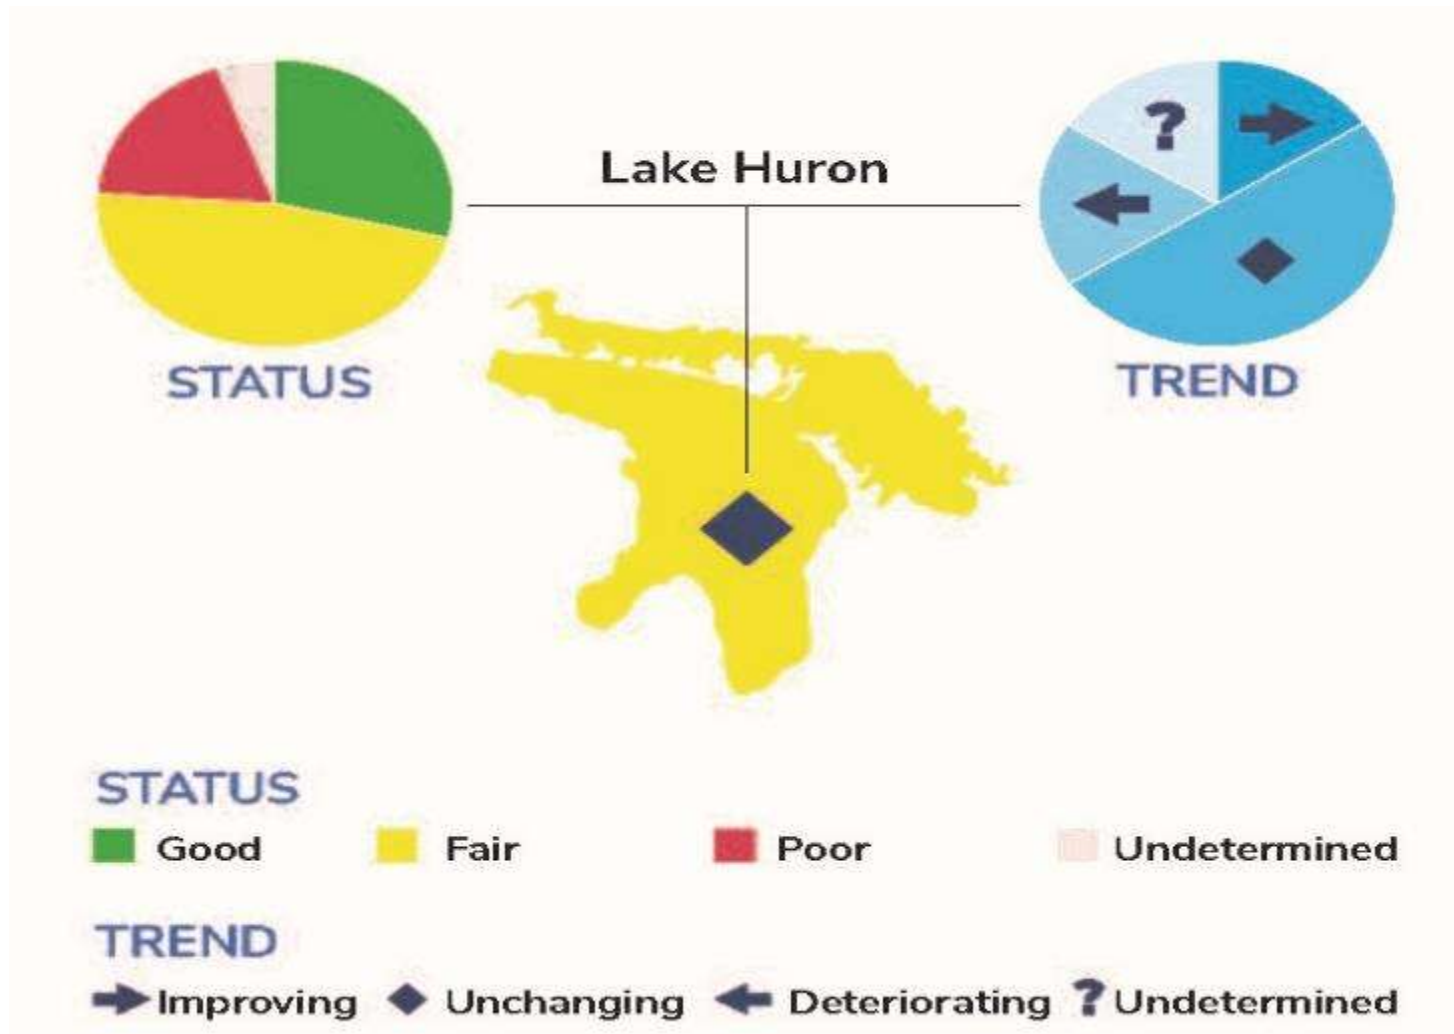 Lake Huron
?
STATUS
TREND
STATUS
Good Fair Poor Undetermined
TREND
Improving Unchanging Deteriorating ? Undetermined